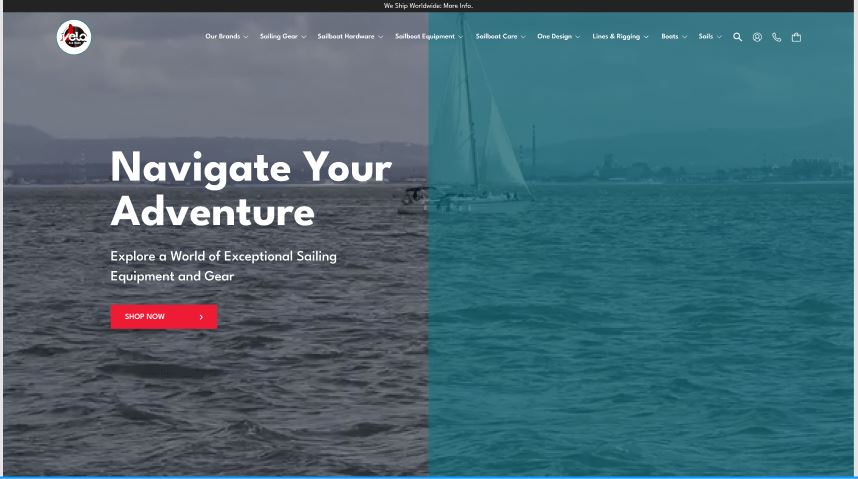 We Ship Worldwide: More Info.
velo
Our Brands Sailing Gear Sailboat Hardware Sailboat Equipment Sailboat Care One Design Lines & Rigging Boats Sails
Navigate Your
Adventure
Explore a World of Exceptional Sailing
Equipment and Gear
SHOP NOW